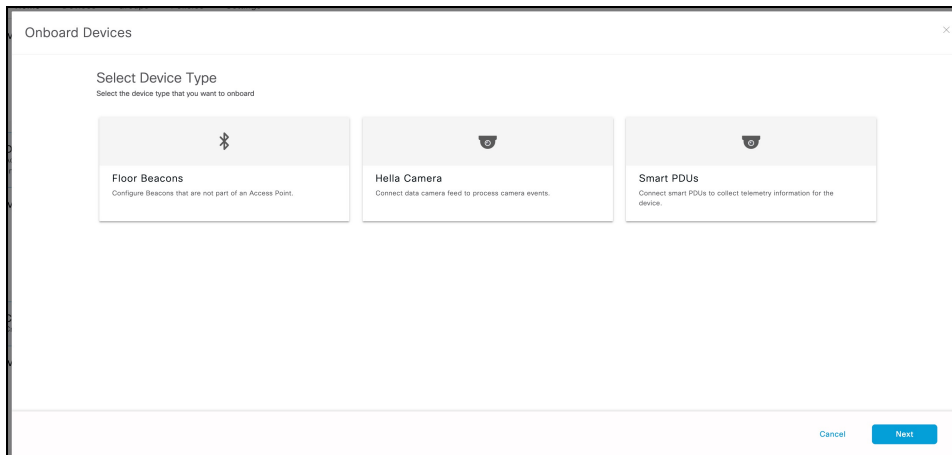 Onboard Devices
Select Device Type
Select the device type that you want to onboard
Floor Beacons
Configure Beacons that are not part of an Access Point.
Hella Camera
Connect data camera feed to process camera events.
Smart PDUs
Connect smart PDUs to collect telemetry information for the
device.
Cancel
Next